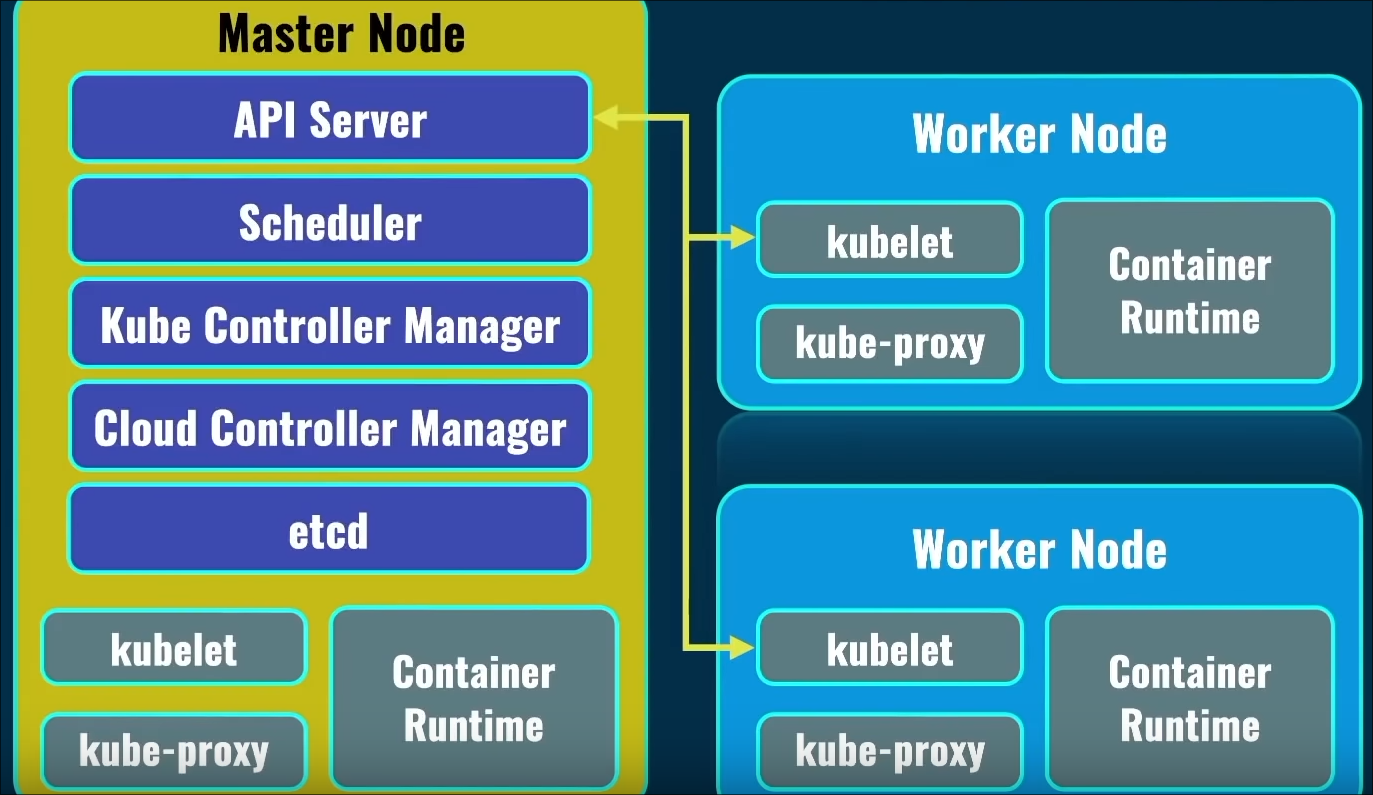 Master Node
API Server
Scheduler
Kube Controller Manager
Cloud Controller Manager
etcd
kubelet
kube-proxy
Container
Runtime
Worker Node
kubelet
kube-proxy
Container
Runtime
Worker Node
kubelet
kube-proxy
Container
Runtime